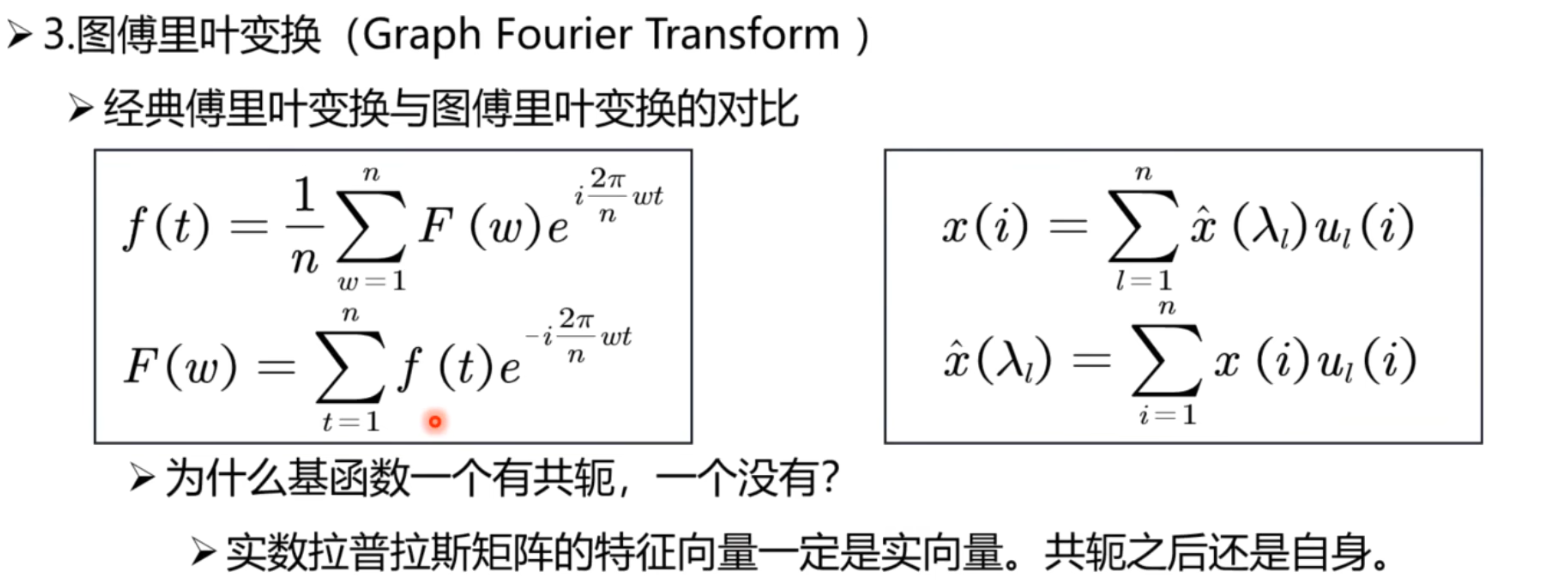 ➢ 3.图傅里叶变换（Graph Fourier Transform ）
➢ 经典傅里叶变换与图傅里叶变换的对比
$f(t) = \frac{1}{n} \sum_{w=1}^{n} F(w) e^{i\frac{2\pi}{n}wt}$
$F(w) = \sum_{t=1}^{n} f(t) e^{-i\frac{2\pi}{n}wt}$
$x(i) = \sum_{l=1}^{n} \hat{x}(\lambda_l) u_l(i)$
$\hat{x}(\lambda_l) = \sum_{i=1}^{n} x(i) u_l(i)$
➢ 为什么基函数一个有共轭，一个没有？
➢ 实数拉普拉斯矩阵的特征向量一定是实向量。共轭之后还是自身。